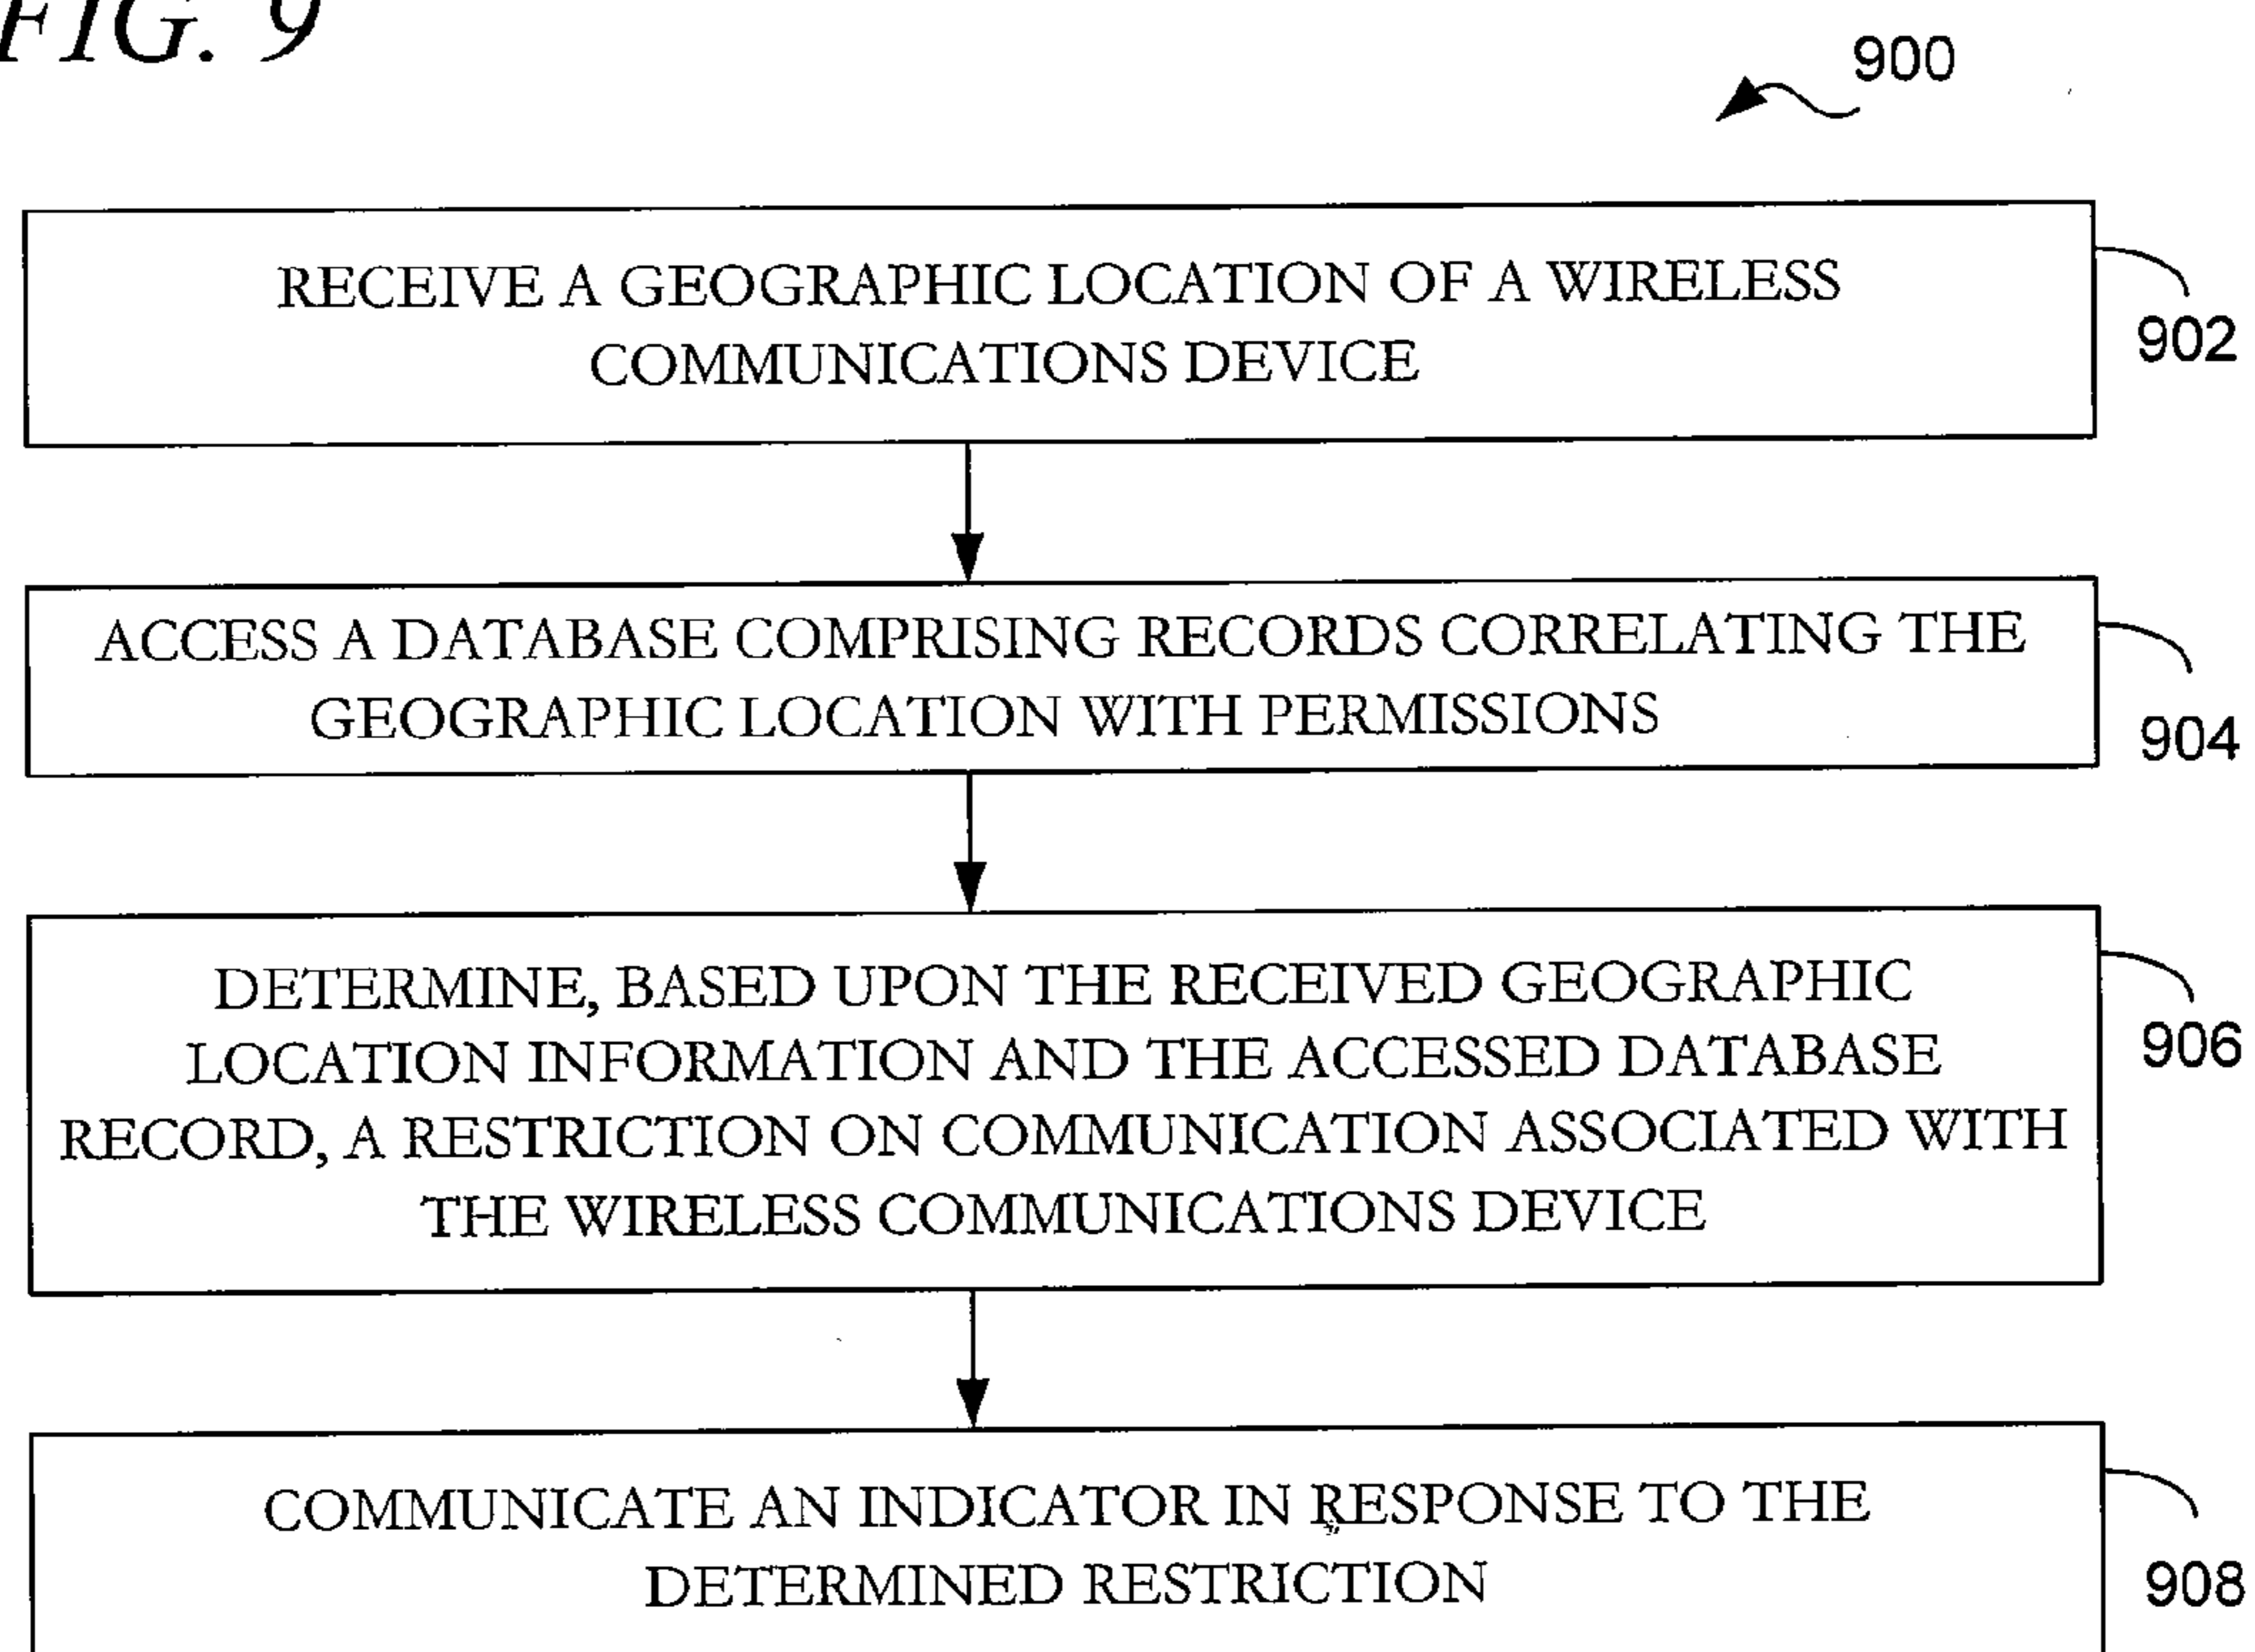 FIG. 9
900
RECEIVE A GEOGRAPHIC LOCATION OF A WIRELESS
COMMUNICATIONS DEVICE
902
ACCESS A DATABASE COMPRISING RECORDS CORRELATING THE
GEOGRAPHIC LOCATION WITH PERMISSIONS
904
DETERMINE, BASED UPON THE RECEIVED GEOGRAPHIC
LOCATION INFORMATION AND THE ACCESSED DATABASE
RECORD, A RESTRICTION ON COMMUNICATION ASSOCIATED WITH
THE WIRELESS COMMUNICATIONS DEVICE
906
COMMUNICATE AN INDICATOR IN RESPONSE TO THE
DETERMINED RESTRICTION
908